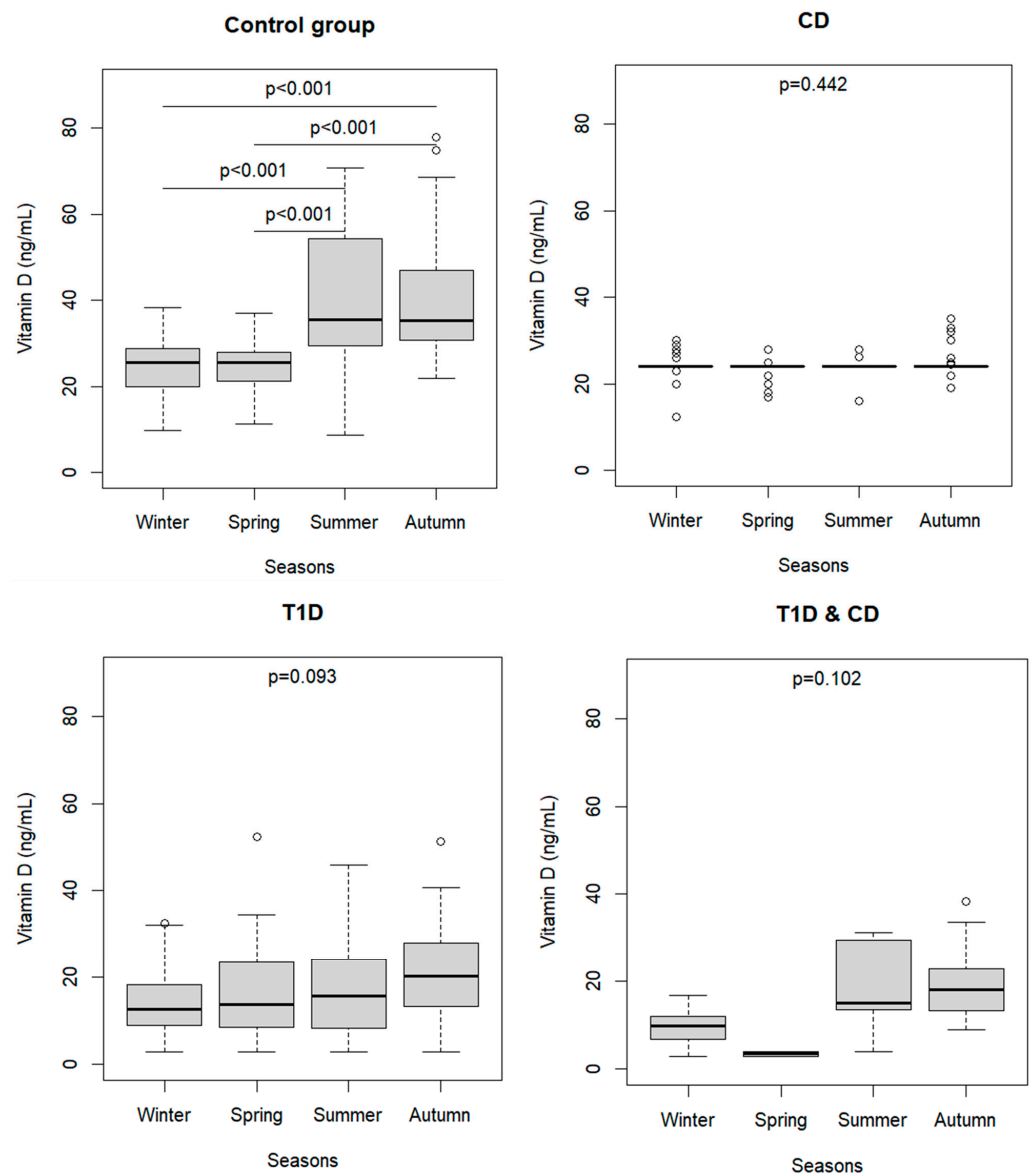 Control group
p<0.001
p<0.001
p<0.001
p<0.001
80
60
40
20
0
Vitamin D (ng/mL)
Winter Spring Summer Autumn
Seasons
CD
p=0.442
80
60
40
20
0
Vitamin D (ng/mL)
Winter Spring Summer Autumn
Seasons
T1D
p=0.093
80
60
40
20
0
Vitamin D (ng/mL)
Winter Spring Summer Autumn
Seasons
T1D & CD
p=0.102
80
60
40
20
0
Vitamin D (ng/mL)
Winter Spring Summer Autumn
Seasons